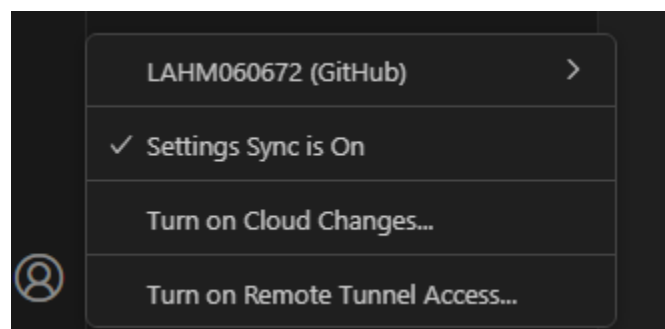 LAHM060672 (GitHub)
Settings Sync is On
Turn on Cloud Changes...
Turn on Remote Tunnel Access...